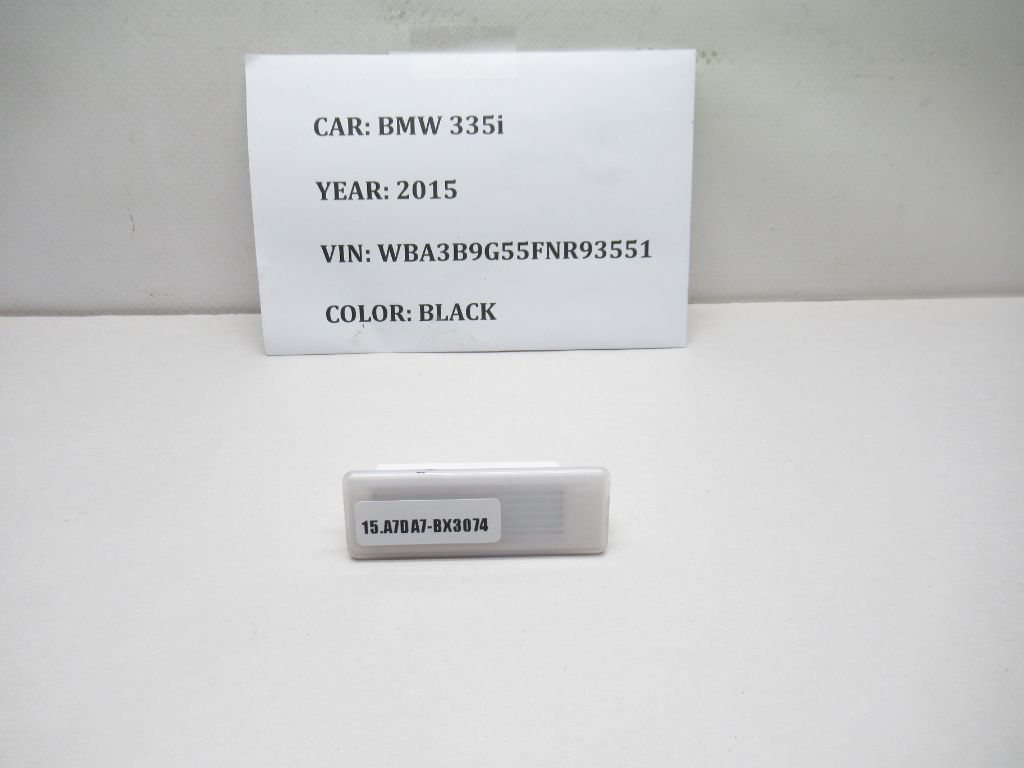 CAR: BMW 335i
YEAR: 2015
VIN: WBA3B9G55FNR93551
COLOR: BLACK
15.A7DA7-BX3074